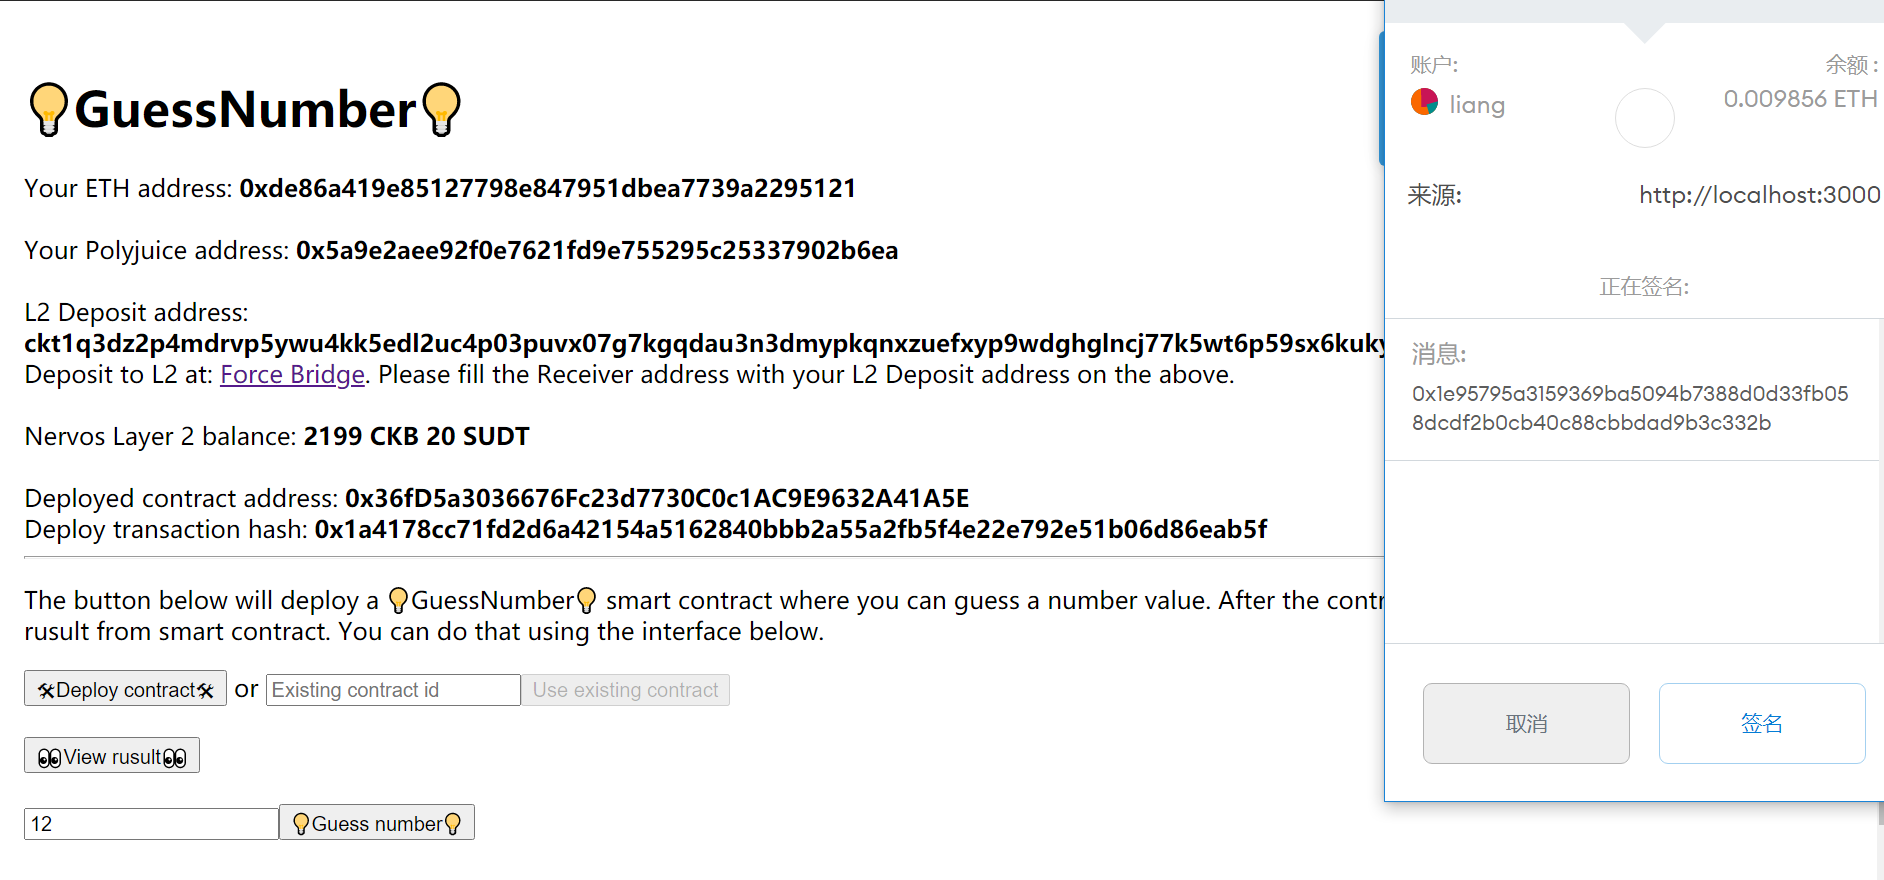 💡GuessNumber💡
Your ETH address: 0xde86a419e85127798e847951dbea7739a2295121
Your Polyjuice address: 0x5a9e2aee92f0e7621fd9e755295c25337902b6ea
L2 Deposit address:
ckt1q3dz2p4mdrvp5ywu4kk5edl2uc4p03puvx07g7kgqdau3n3dmypkqnxzuefxyp9wdghglncj77k5wt6p59sx6kuky
Deposit to L2 at: Force Bridge. Please fill the Receiver address with your L2 Deposit address on the above.
Nervos Layer 2 balance: 2199 CKB 20 SUDT
Deployed contract address: 0x36fD5a3036676Fc23d7730C0c1AC9E9632A41A5E
Deploy transaction hash: 0x1a4178cc71fd2d6a42154a5162840bbb2a55a2fb5f4e22e792e51b06d86eab5f
The button below will deploy a 💡GuessNumber💡 smart contract where you can guess a number value. After the contr
rusult from smart contract. You can do that using the interface below.
🛠Deploy contract🛠 or Existing contract id Use existing contract
👀View rusult👀
12 💡Guess number💡
账户: 余额:
liang 0.009856 ETH
来源: http://localhost:3000
正在签名:
消息:
0x1e95795a3159369ba5094b7388d0d33fb05
8dcdf2b0cb40c88cbbdad9b3c332b
取消 签名